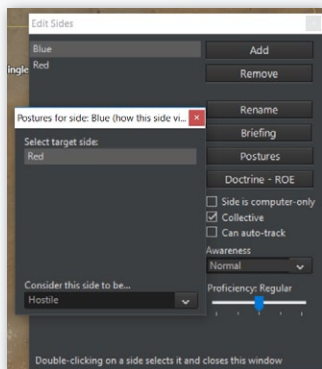 Edit Sides
Blue
Red
Add
Remove
Rename
Briefing
Postures
Doctrine - ROE
Side is computer-only
Collective
Can auto-track
Awareness
Normal
Proficiency: Regular
Postures for side: Blue (how this side vi...
Select target side:
Red
Consider this side to be...
Hostile
Double-clicking on a side selects it and closes this window